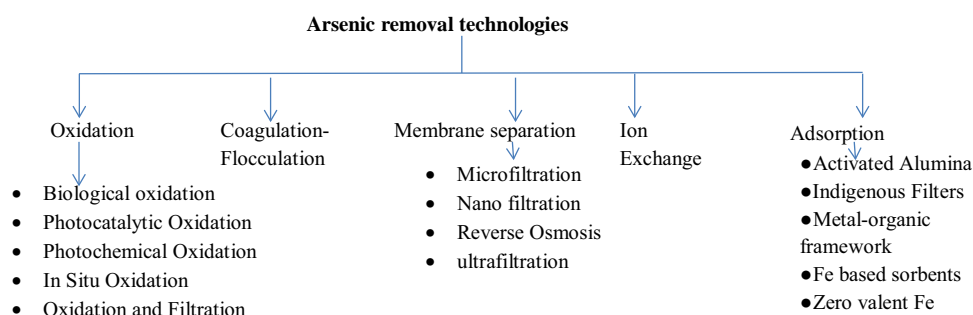 Arsenic removal technologies
Oxidation
● Biological oxidation
● Photocatalytic Oxidation
● Photochemical Oxidation
● In Situ Oxidation
● Oxidation and Filtration
Coagulation-
Flocculation
Membrane separation
● Microfiltration
● Nano filtration
● Reverse Osmosis
● ultrafiltration
Ion
Exchange
Adsorption
●Activated Alumina
●Indigenous Filters
●Metal-organic
framework
●Fe based sorbents
●Zero valent Fe